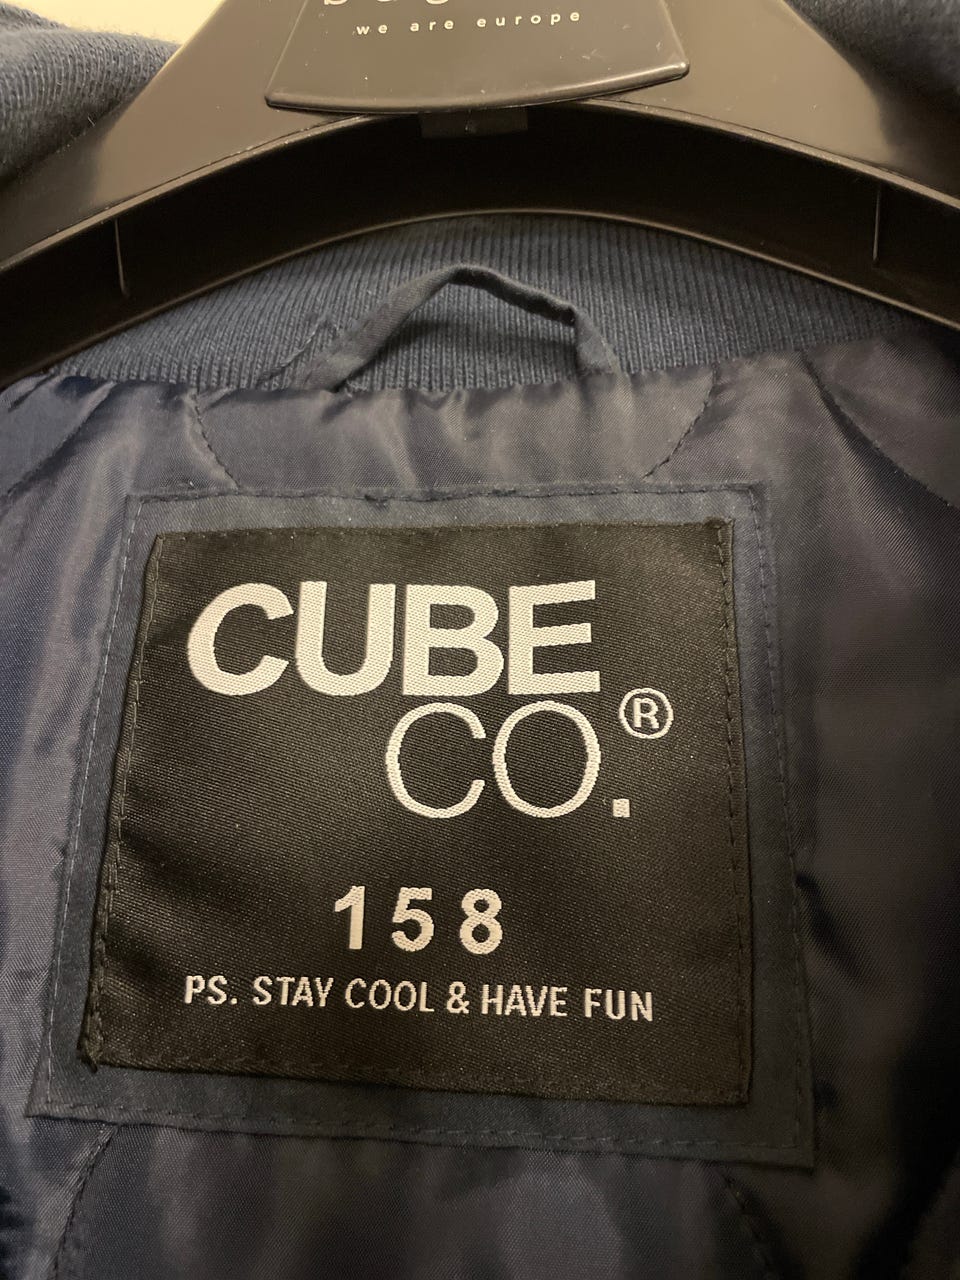 we are europe
CUBE
CO.®
158
PS. STAY COOL & HAVE FUN